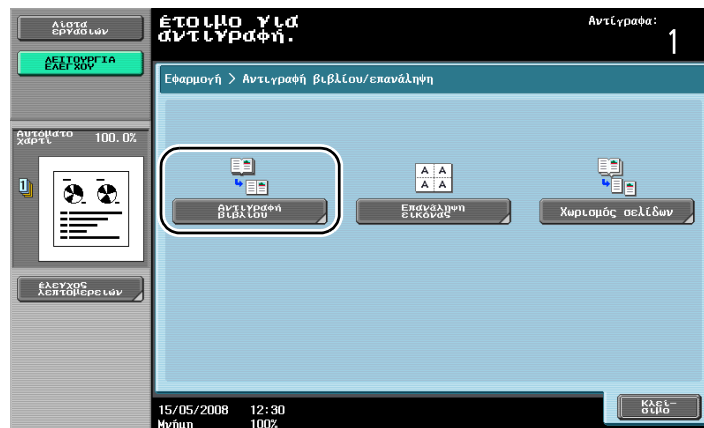 Λίστα
εργασιών
έτοιμο για
αντιγραφή.
Αντίγραφα:
1
ΛΕΙΤΟΥΡΓΙΑ
ΕΛΕΓΧΟΥ
Εφαρμογή > Αντιγραφή βιβλίου/επανάληψη
Αυτόματο
χαρτί 100.0%
1
A A
A A
Αντιγραφή
βιβλίου
Επανάληψη
εικόνας
Χωρισμός σελίδων
έλεγχος
λεπτομερειών
15/05/2008 12:30
Μνήμη 100%
Κλεί-
σιμο